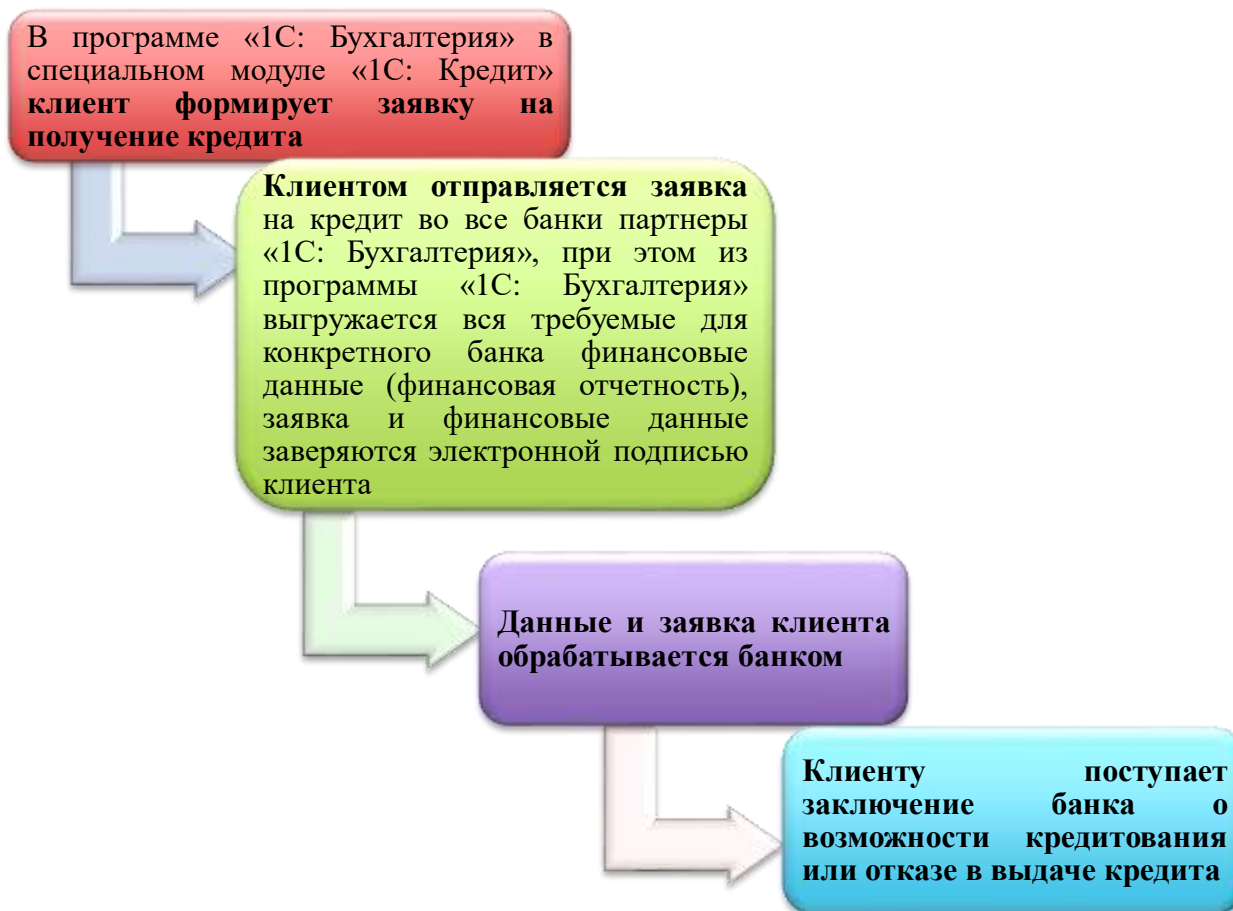 В программе «1С: Бухгалтерия» в
специальном модуле «1С: Кредит»
клиент формирует заявку на
получение кредита
Клиентом отправляется заявка
на кредит во все банки партнеры
«1С: Бухгалтерия», при этом из
программы «1С: Бухгалтерия»
выгружается вся требуемые для
конкретного банка финансовые
данные (финансовая отчетность),
заявка и финансовые данные
заверяются электронной подписью
клиента
Данные и заявка клиента
обрабатывается банком
Клиенту поступает
заключение банка о
возможности кредитования
или отказе в выдаче кредита